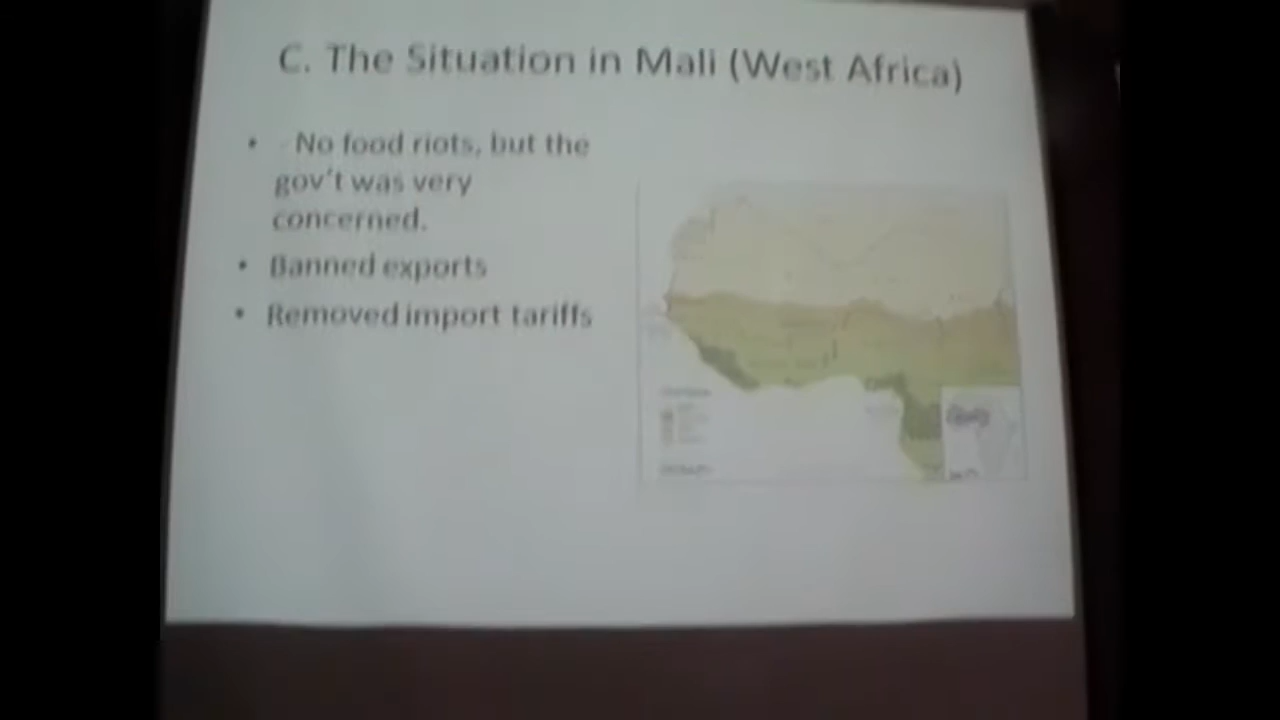 C. The Situation in Mali (West Africa)
• No food riots, but the
gov't was very
concerned.
• Banned exports
• Removed import tariffs